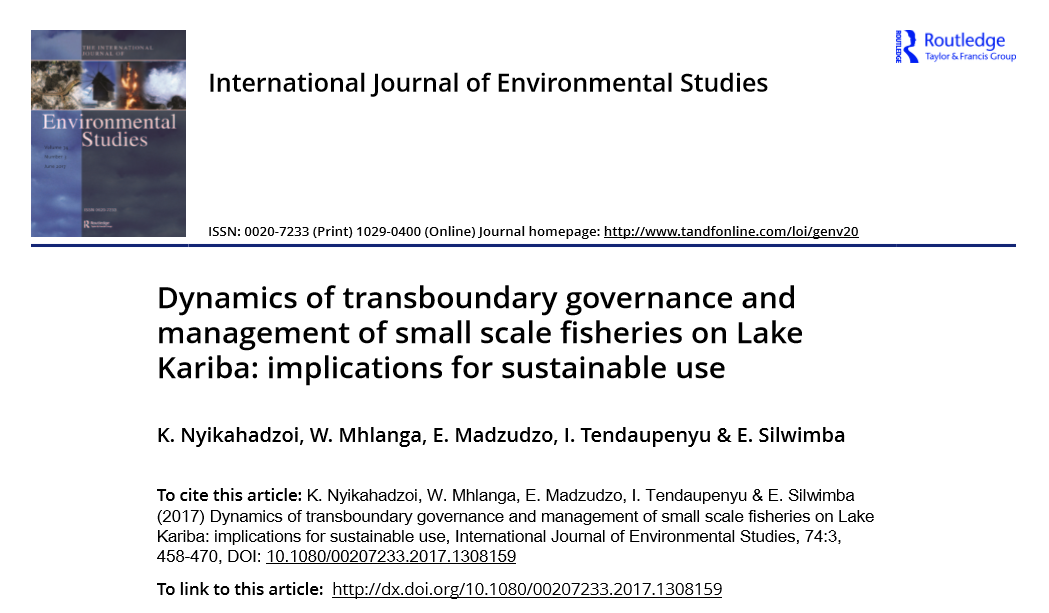 THE INTERNATIONAL
JOURNAL OF
Environmental
Studies
Routledge
ROUTLEDGE
Routledge
Taylor & Francis Group
International Journal of Environmental Studies
ISSN: 0020-7233 (Print) 1029-0400 (Online) Journal homepage: http://www.tandfonline.com/loi/genv20
Dynamics of transboundary governance and
management of small scale fisheries on Lake
Kariba: implications for sustainable use
K. Nyikahadzoi, W. Mhlanga, E. Madzudzo, I. Tendaupenyu & E. Silwimba
To cite this article: K. Nyikahadzoi, W. Mhlanga, E. Madzudzo, I. Tendaupenyu & E. Silwimba
(2017) Dynamics of transboundary governance and management of small scale fisheries on Lake
Kariba: implications for sustainable use, International Journal of Environmental Studies, 74:3,
458-470, DOI: 10.1080/00207233.2017.1308159
To link to this article: http://dx.doi.org/10.1080/00207233.2017.1308159